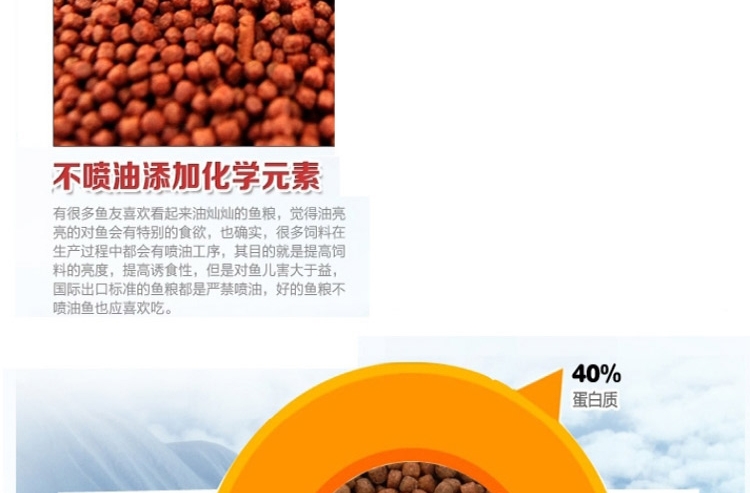 不喷油添加化学元素
有很多鱼友喜欢看起来油灿灿的鱼粮，觉得油亮
亮的对鱼会有特别的食欲，也确实，很多饲料在
生产过程中都会有喷油工序，其目的就是提高饲
料的亮度，提高诱食性，但是对鱼儿害大于益，
国际出口标准的鱼粮都是严禁喷油，好的鱼粮不
喷油鱼也应喜欢吃。
40%
蛋白质